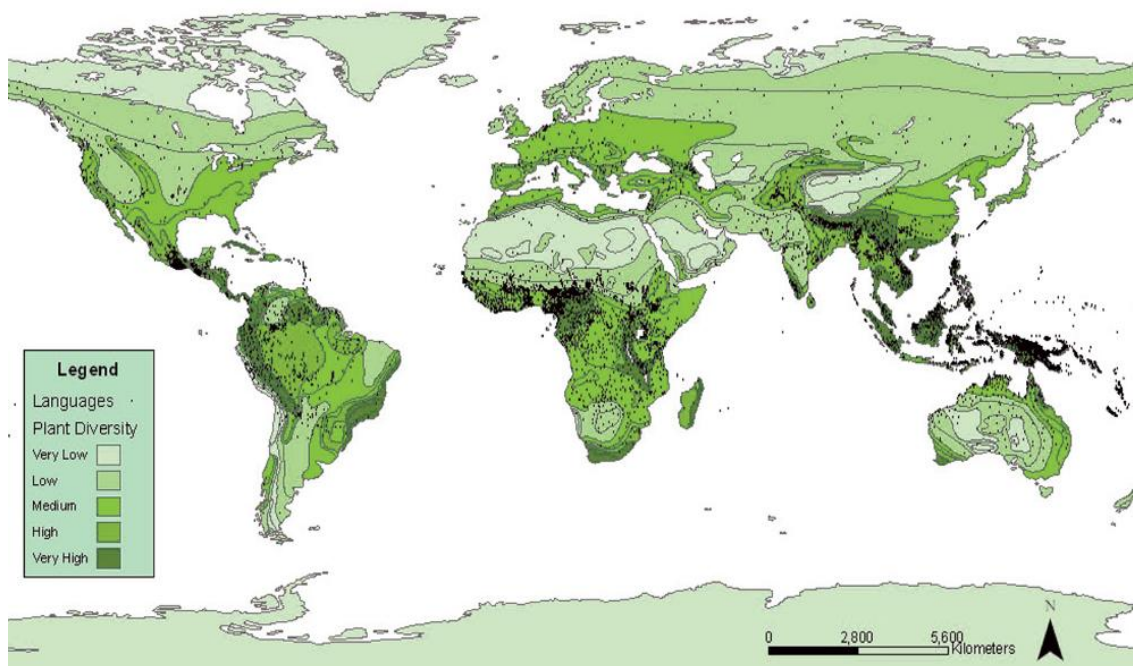 Legend
Languages
Plant Diversity
Very Low
Low
Medium
High
Very High
N
0 2,800 5,600
Kilometers